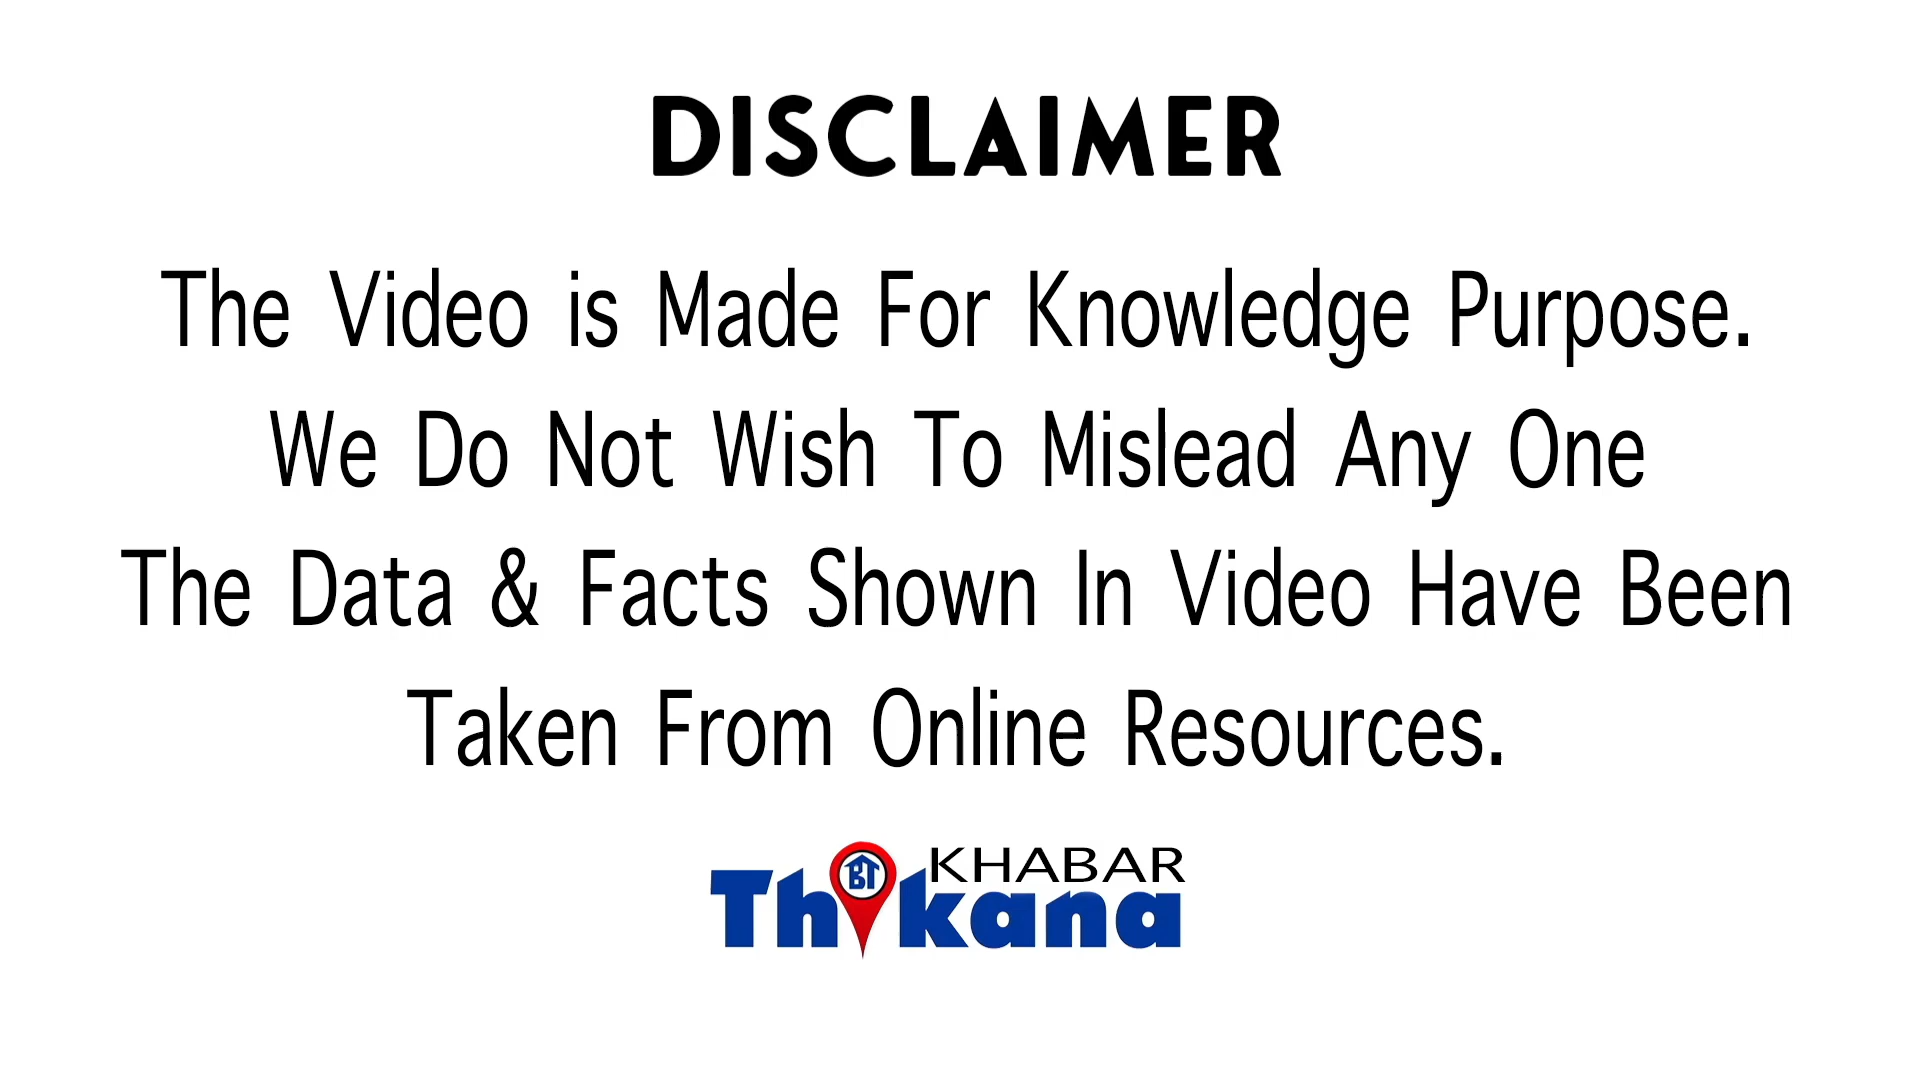 DISCLAIMER
The Video is Made For Knowledge Purpose.
We Do Not Wish To Mislead Any One
The Data & Facts Shown In Video Have Been
Taken From Online Resources.
KHABAR
BT
Thikana